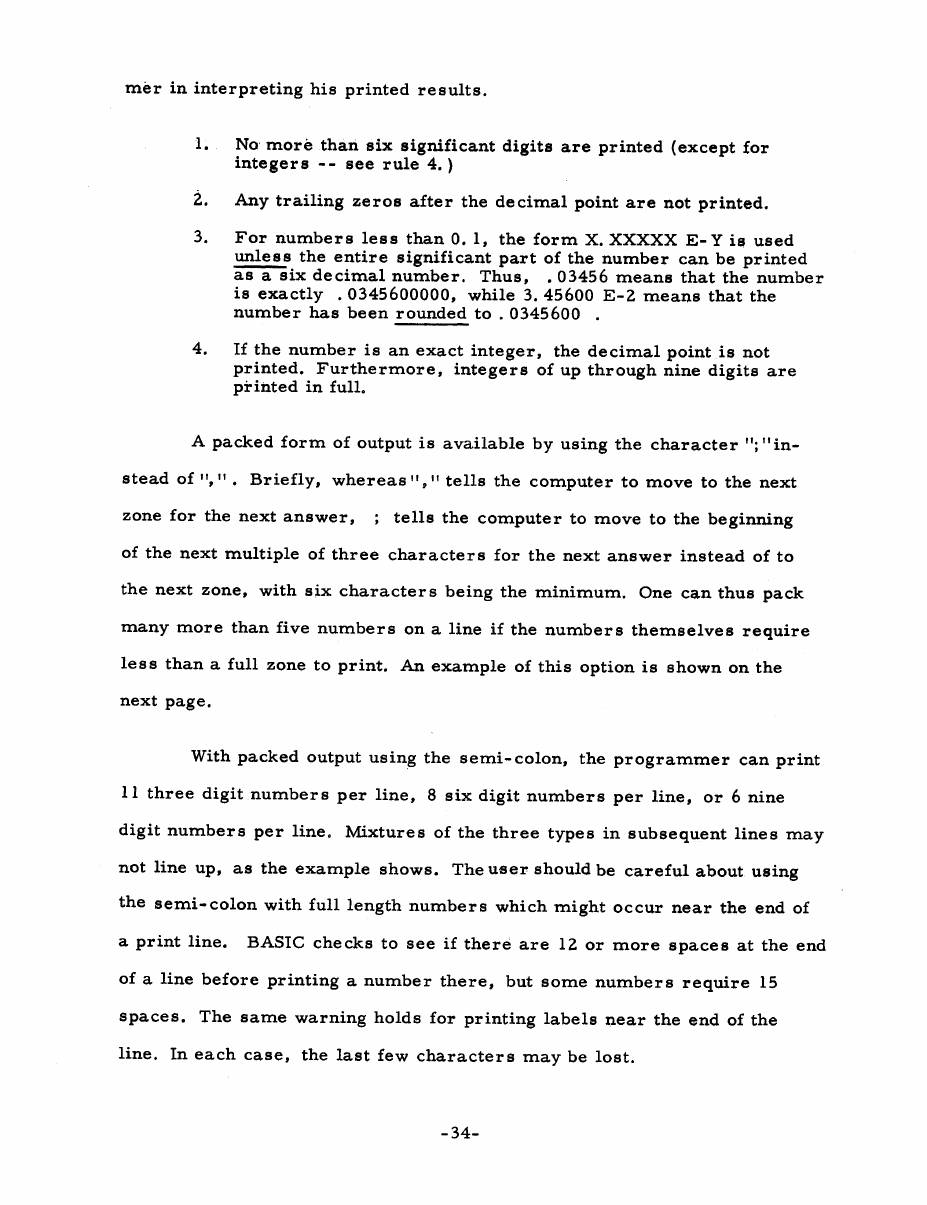 mer in interpreting his printed results.
1. No more than six significant digits are printed (except for
integers -- see rule 4.)
2. Any trailing zeros after the decimal point are not printed.
3. For numbers less than 0.1, the form X.XXXXX E-Y is used
unless the entire significant part of the number can be printed
as a six decimal number. Thus, .03456 means that the number
is exactly .0345600000, while 3.45600 E-2 means that the
number has been rounded to .0345600 .
4. If the number is an exact integer, the decimal point is not
printed. Furthermore, integers of up through nine digits are
printed in full.
A packed form of output is available by using the character ";"in-
stead of ",". Briefly, whereas "," tells the computer to move to the next
zone for the next answer, ; tells the computer to move to the beginning
of the next multiple of three characters for the next answer instead of to
the next zone, with six characters being the minimum. One can thus pack
many more than five numbers on a line if the numbers themselves require
less than a full zone to print. An example of this option is shown on the
next page.
With packed output using the semi-colon, the programmer can print
11 three digit numbers per line, 8 six digit numbers per line, or 6 nine
digit numbers per line. Mixtures of the three types in subsequent lines may
not line up, as the example shows. The user should be careful about using
the semi-colon with full length numbers which might occur near the end of
a print line. BASIC checks to see if there are 12 or more spaces at the end
of a line before printing a number there, but some numbers require 15
spaces. The same warning holds for printing labels near the end of the
line. In each case, the last few characters may be lost.
-34-